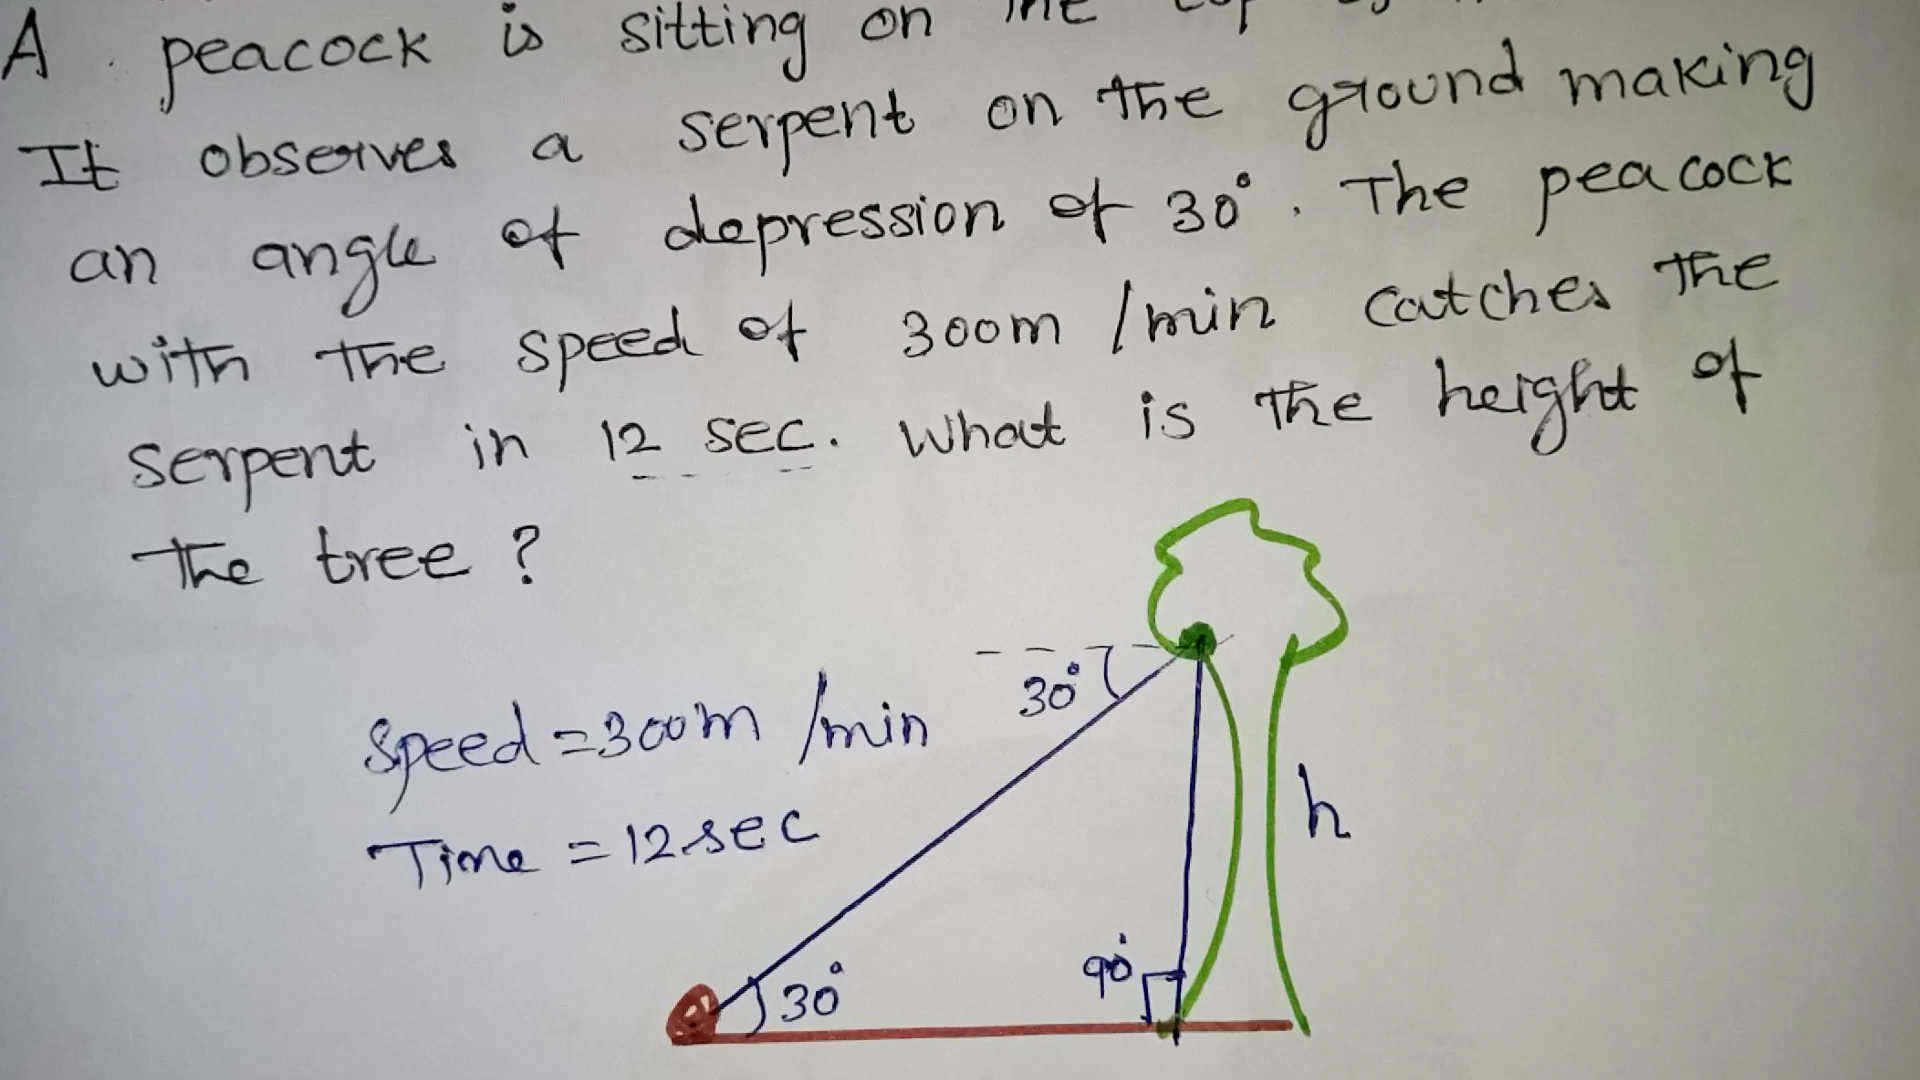 A peacock is sitting on the
It observes a serpent on the ground making
an angle of depression of 30°. The peacock
with the speed of 300m/min catches the
serpent in 12 sec. What is the height of
the tree?
30°
Speed = 300m/min
h
Time = 12 sec
90°
30°